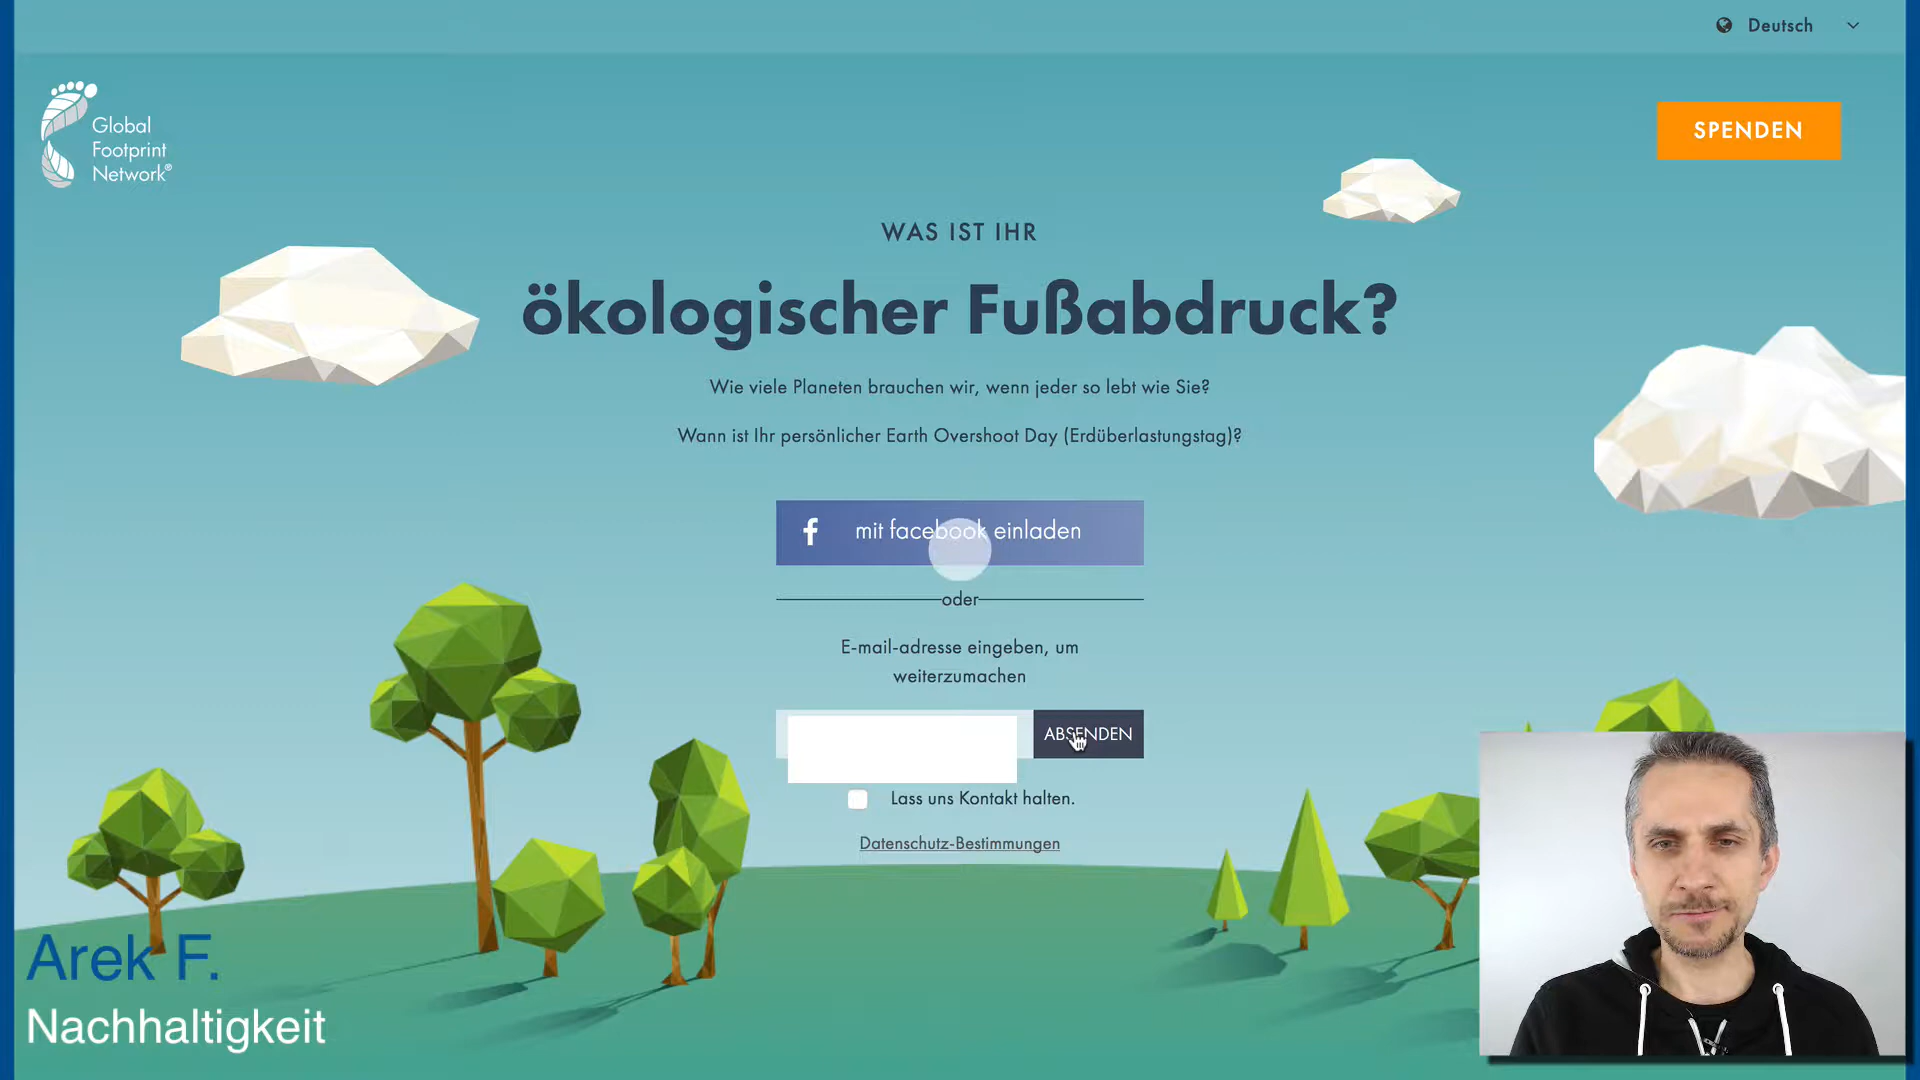 Deutsch
Global
Footprint
Network®
SPENDEN
WAS IST IHR
ökologischer Fußabdruck?
Wie viele Planeten brauchen wir, wenn jeder so lebt wie Sie?
Wann ist Ihr persönlicher Earth Overshoot Day (Erdüberlastungstag)?
f mit facebook einladen
oder
E-mail-adresse eingeben, um
weiterzumachen
ABSENDEN
Lass uns Kontakt halten.
Datenschutz-Bestimmungen
Arek F.
Nachhaltigkeit